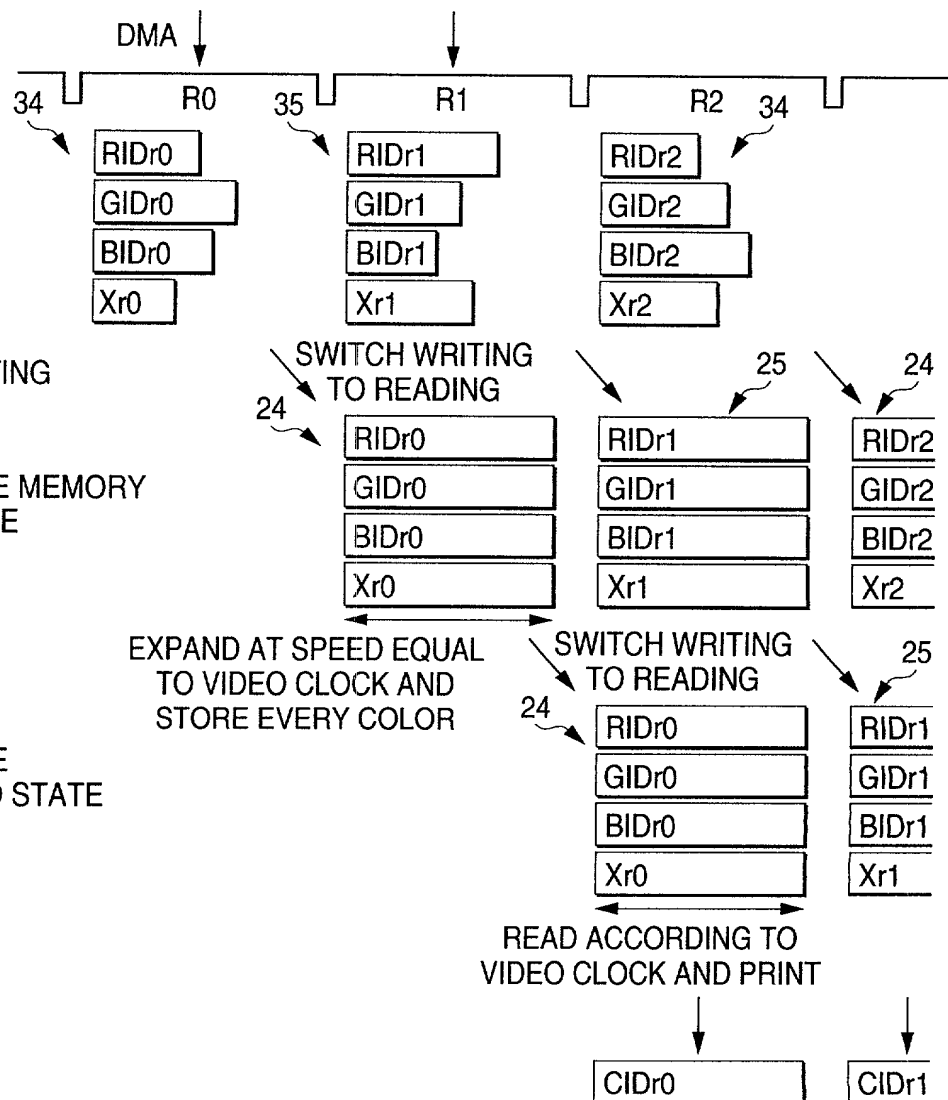 DMA
R0 R1 R2
34 35 34
RIDr0 RIDr1 RIDr2
GIDr0 GIDr1 GIDr2
BIDr0 BIDr1 BIDr2
Xr0 Xr1 Xr2
SWITCH WRITING
TO READING
TING
24 25 24
RIDr0 RIDr1 RIDr2
GIDr0 GIDr1 GIDr2
E MEMORY
E
BIDr0 BIDr1 BIDr2
Xr0 Xr1 Xr2
EXPAND AT SPEED EQUAL
TO VIDEO CLOCK AND
STORE EVERY COLOR
SWITCH WRITING
TO READING
24 25
RIDr0 RIDr1
GIDr0 GIDr1
E
STATE
BIDr0 BIDr1
Xr0 Xr1
READ ACCORDING TO
VIDEO CLOCK AND PRINT
CIDr0 CIDr1